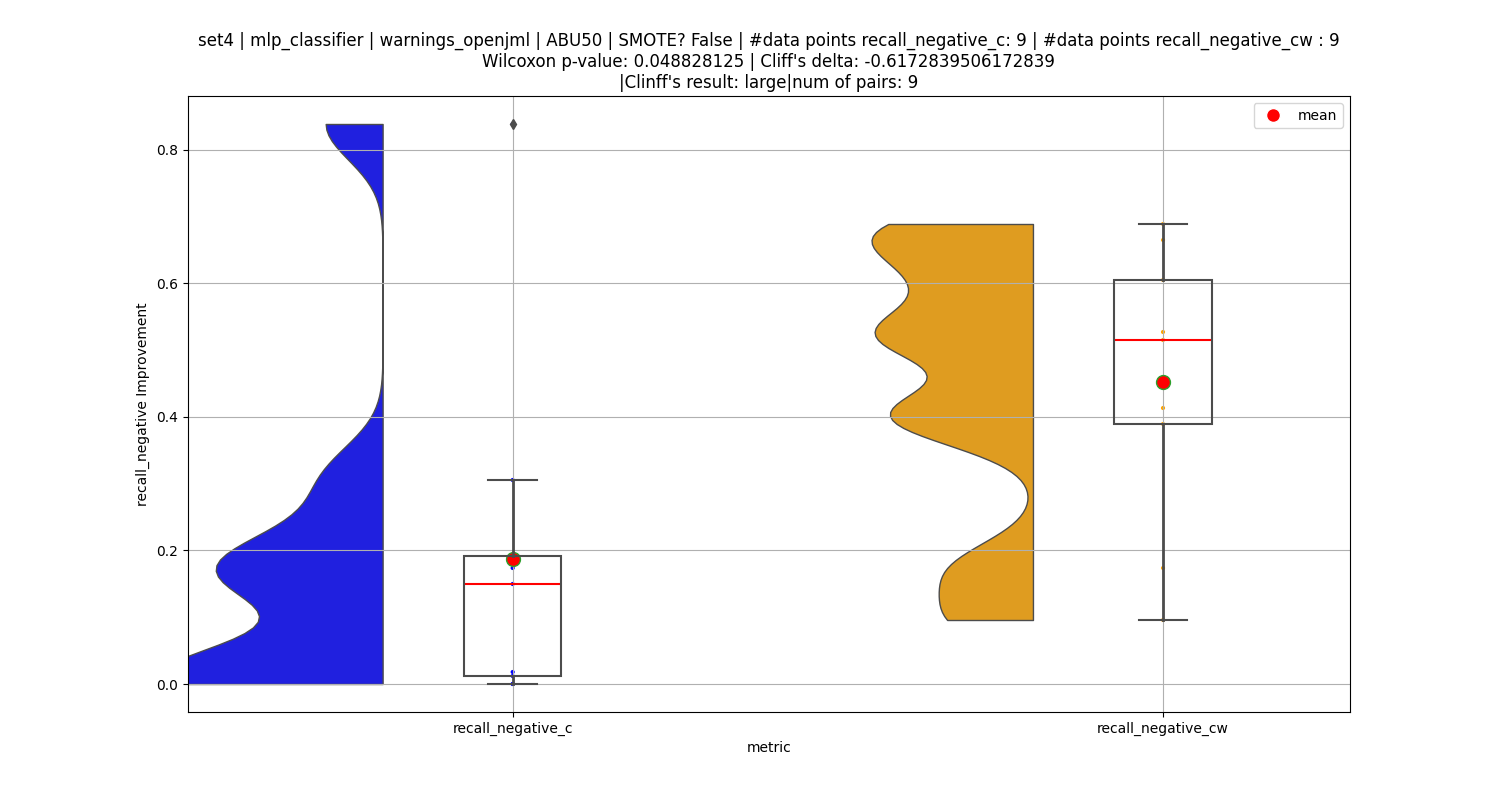 set4 | mlp_classifier | warnings_openjml | ABU50 | SMOTE? False | #data points recall_negative_c: 9 | #data points recall_negative_cw : 9
Wilcoxon p-value: 0.048828125 | Cliff's delta: -0.6172839506172839
|Clinff's result: large|num of pairs: 9
mean
0.8
0.6
0.4
0.2
0.0
recall_negative Improvement
recall_negative_c
recall_negative_cw
metric